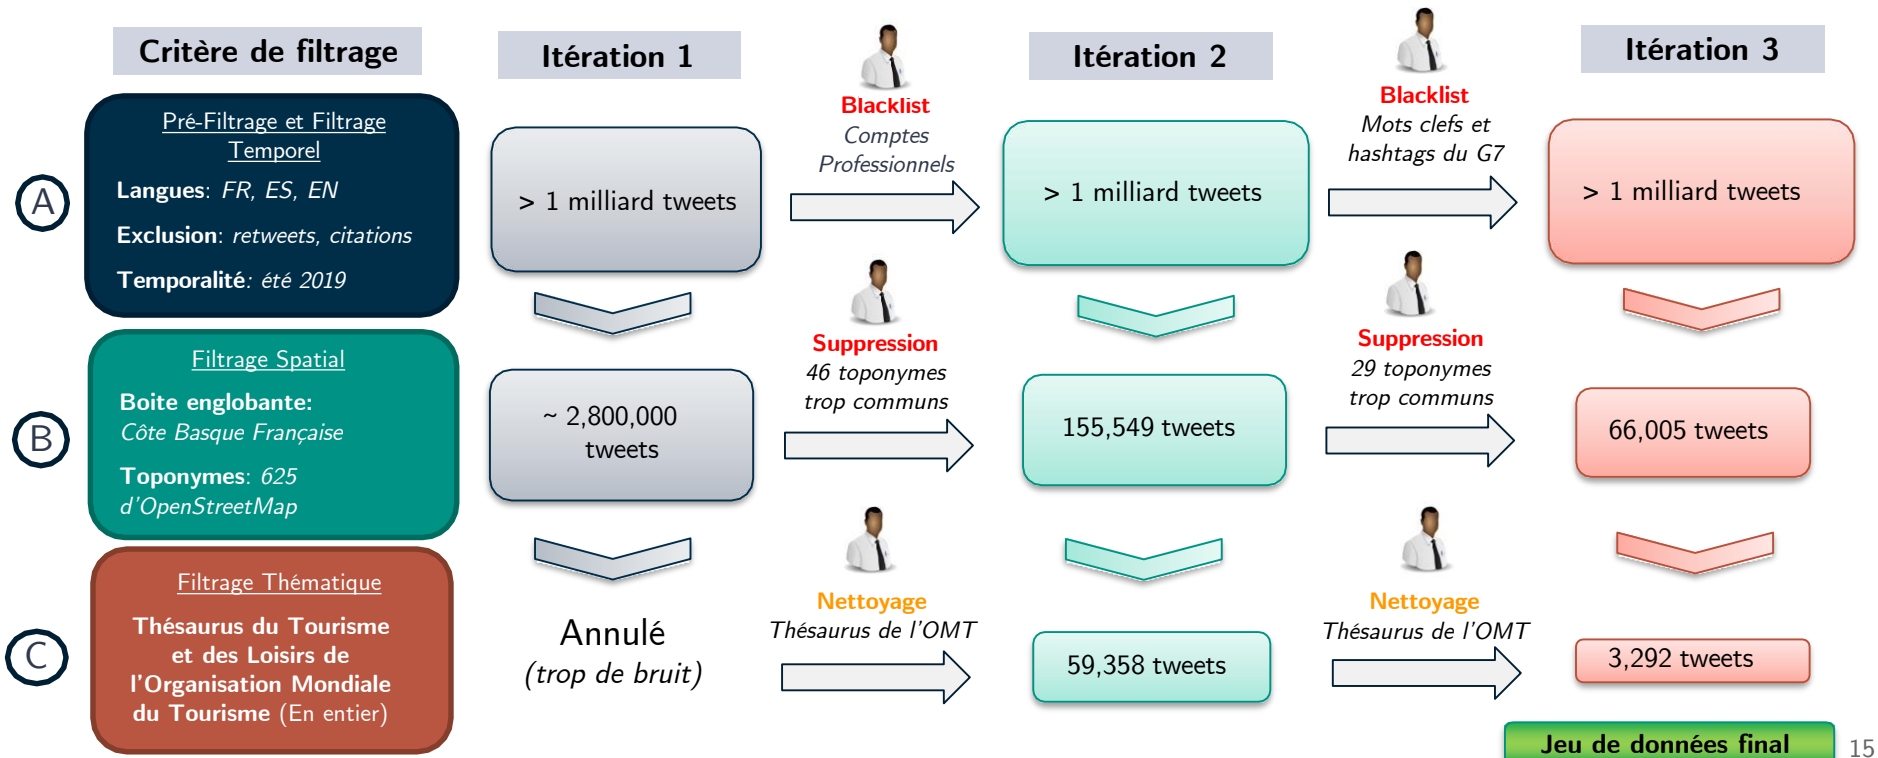 Critère de filtrage
Itération 1
Itération 2
Itération 3
A
Pré-Filtrage et Filtrage
Temporel
Langues: FR, ES, EN
Exclusion: retweets, citations
Temporalité: été 2019
> 1 milliard tweets
Blacklist
Comptes
Professionnels
> 1 milliard tweets
Blacklist
Mots clefs et
hashtags du G7
> 1 milliard tweets
B
Filtrage Spatial
Boite englobante:
Côte Basque Française
Toponymes: 625
d'OpenStreetMap
~ 2,800,000
tweets
Suppression
46 toponymes
trop communs
155,549 tweets
Suppression
29 toponymes
trop communs
66,005 tweets
C
Filtrage Thématique
Thésaurus du Tourisme
et des Loisirs de
l'Organisation Mondiale
du Tourisme (En entier)
Annulé
(trop de bruit)
Nettoyage
Thésaurus de l'OMT
59,358 tweets
Nettoyage
Thésaurus de l'OMT
3,292 tweets
Jeu de données final
15